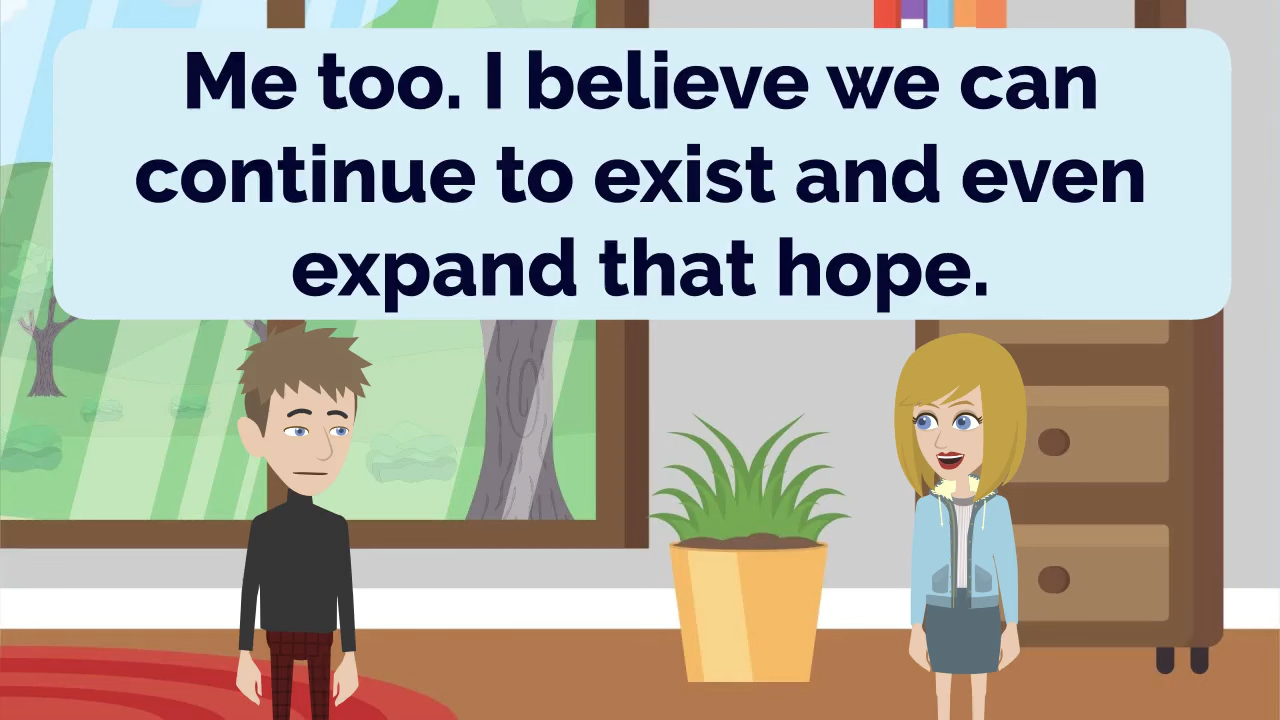 Me too. I believe we can
continue to exist and even
expand that hope.